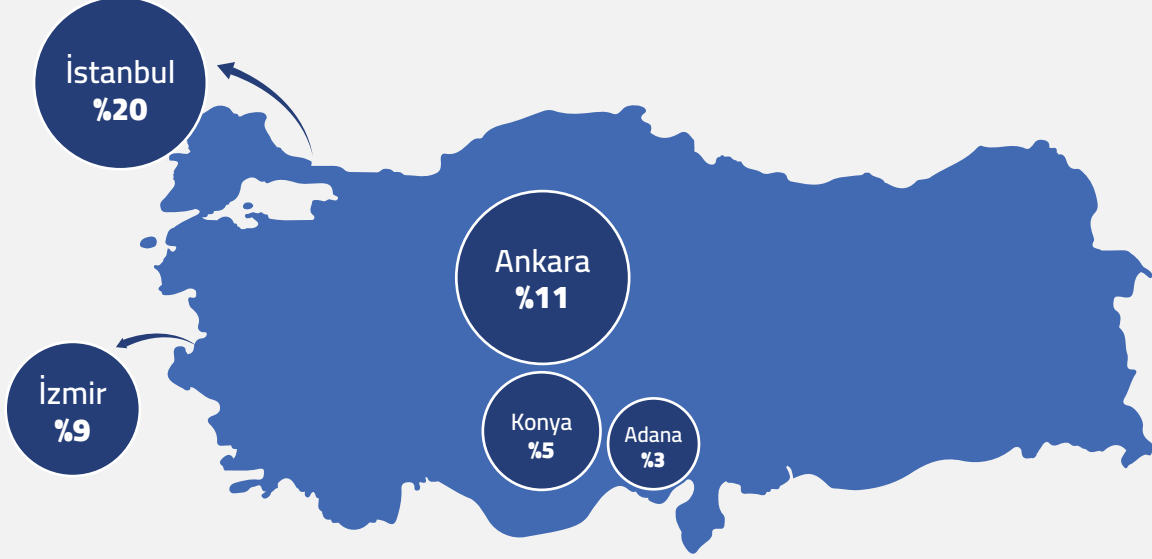 İstanbul
%20
Ankara
%11
İzmir
%9
Konya
%5
Adana
%3